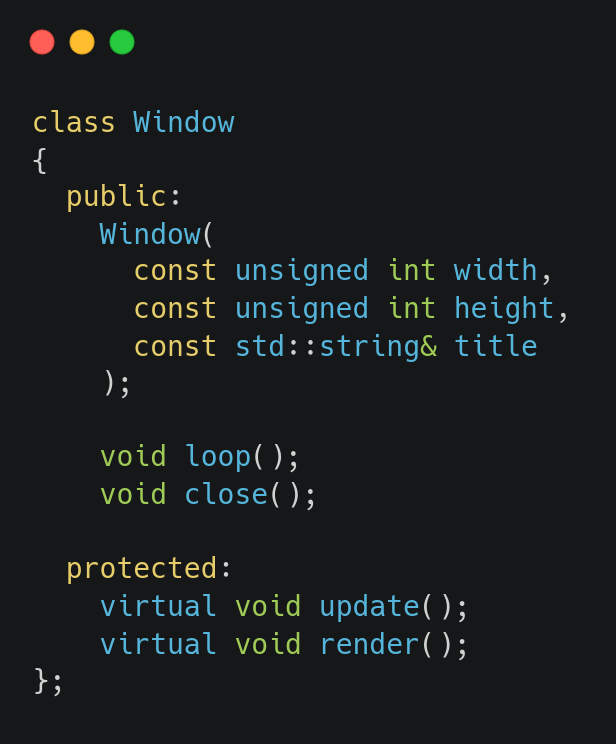 class Window
{
  public:
    Window(
      const unsigned int width,
      const unsigned int height,
      const std::string& title
    );

    void loop();
    void close();

  protected:
    virtual void update();
    virtual void render();
};